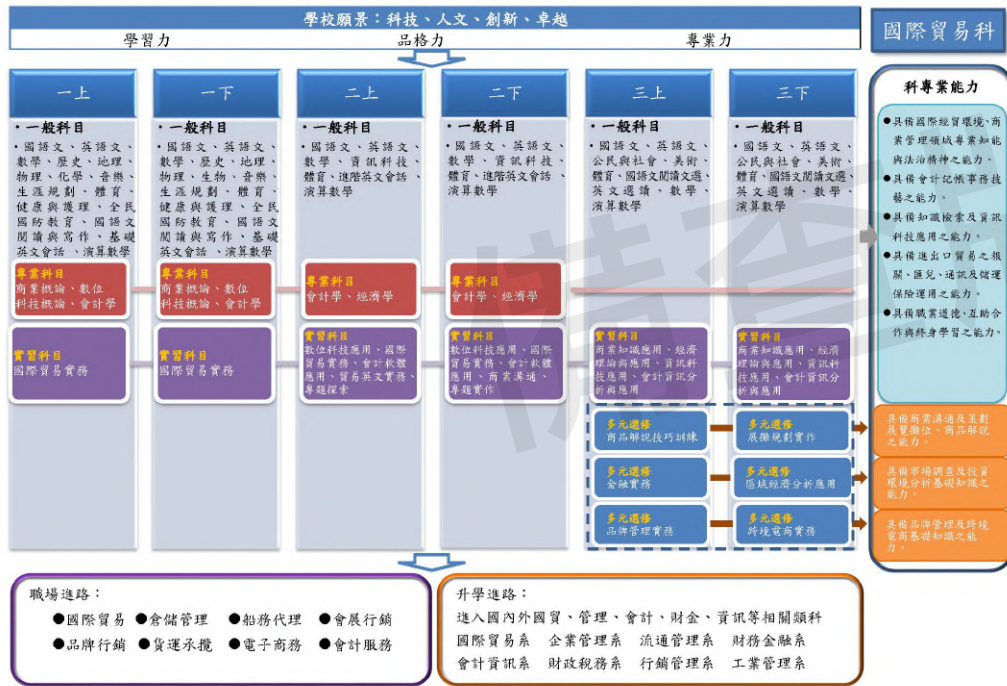 學校願景：科技、人文、創新、卓越
學習力 品格力 專業力
國際貿易科
一上
・一般科目
・國語文、英語文、
數學、歷史、地理、
物理、化學、音樂、
生涯規劃、體育、
健康與護理、全民
國防教育、國語文
閱讀與寫作、基礎
英文會話、演算數學
專業科目
商業概論、數位
科技概論、會計學
實習科目
國際貿易實務
一下
・一般科目
・國語文、英語文、
數學、歷史、地理、
物理、生物、音樂、
生涯規劃、體育、
健康與護理、全民
國防教育、國語文
閱讀與寫作、基礎
英文會話、演算數學
專業科目
商業概論、數位
科技概論、會計學
實習科目
國際貿易實務
二上
・一般科目
・國語文、英語文、
數學、資訊科技、
體育、進階英文會話、
演算數學
專業科目
會計學、經濟學
實習科目
數位科技應用、國際
貿易實務、會計軟體
應用、貿易英文實務、
專題探索
二下
・一般科目
・國語文、英語文、
數學、資訊科技、
體育、進階英文會話、
演算數學
專業科目
會計學、經濟學
實習科目
數位科技應用、國際
貿易實務、會計軟體
應用、商業溝通、
專題實作
三上
・一般科目
・國語文、英語文、
公民與社會、美術、
體育、國語文閱讀文選、
英文選讀、數學、
演算數學
實習科目
商業知識應用、經濟
理論與應用、資訊科
技應用、會計資訊分
析與應用
多元選修
商品解說技巧訓練
多元選修
金融實務
多元選修
品牌管理實務
三下
・一般科目
・國語文、英語文、
公民與社會、美術、
體育、國語文閱讀文選、
英文選讀、數學、
演算數學
實習科目
商業知識應用、經濟
理論與應用、資訊科
技應用、會計資訊分
析與應用
多元選修
展攤規劃實作
多元選修
區域經濟分析應用
多元選修
跨境電商實務
科專業能力
●具備國際經貿環境、商
業管理領域專業知能
與法治精神之能力。
●具備會計記帳事務技
藝之能力。
●具備知識檢索及資訊
科技應用之能力。
●具備進出口貿易之報
關、匯兌、通訊及儲運
保險運用之能力。
●具備職業道德、互助合
作與終身學習之能力。
具備商業溝通及策劃
展覽攤位、商品解說
之能力。
具備市場調查及投資
環境分析基礎知識之
能力。
具備品牌管理及跨境
電商基礎知識之能
力。
職場進路：
●國際貿易 ●倉儲管理 ●船務代理 ●會展行銷
●品牌行銷 ●貨運承攬 ●電子商務 ●會計服務
升學進路：
進入國內外國貿、管理、會計、財金、資訊等相關類科
國際貿易系 企業管理系 流通管理系 財務金融系
會計資訊系 財政稅務系 行銷管理系 工業管理系
備查